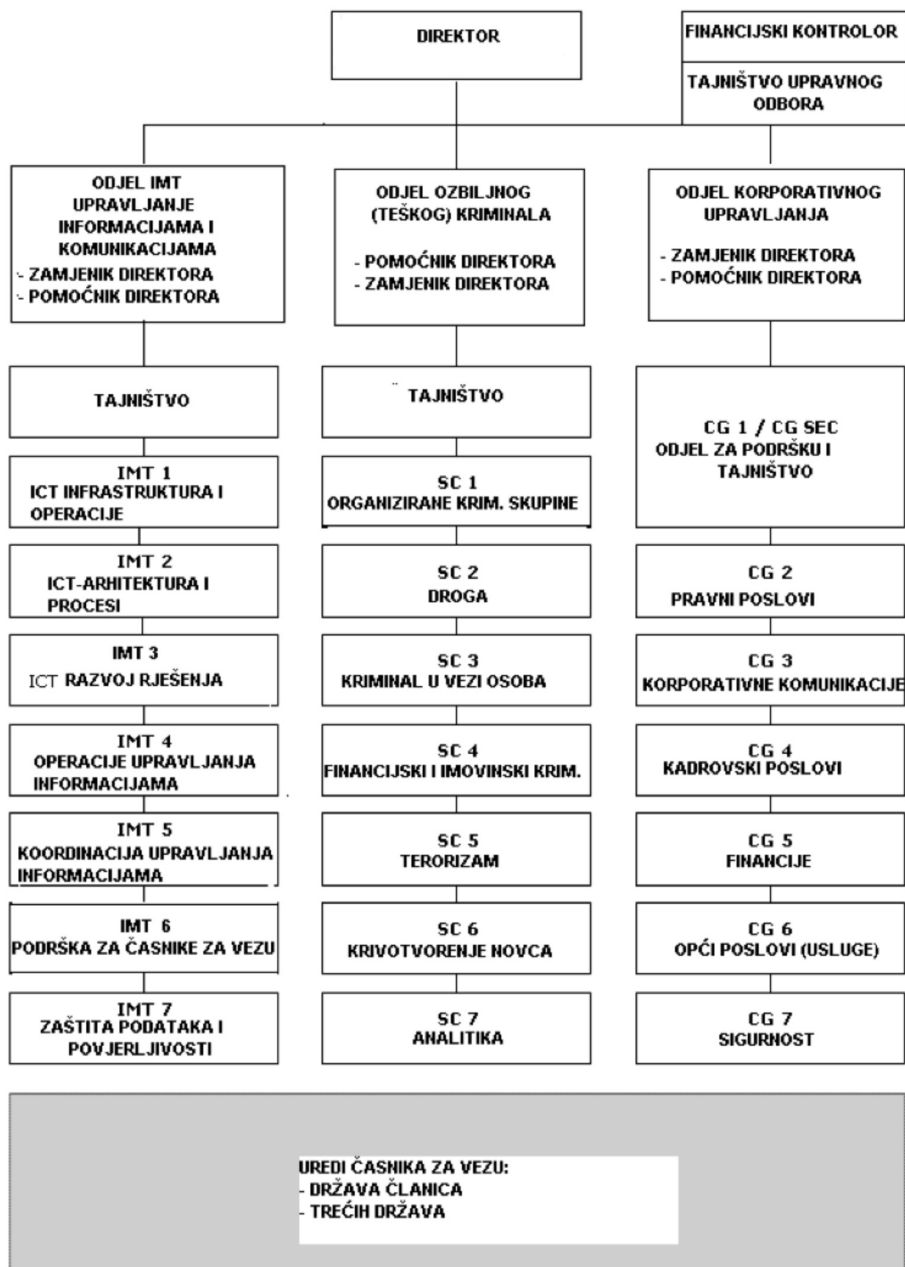 DIREKTOR
FINANCIJSKI KONTROLOR
TAJNIŠTVO UPRAVNOG
ODBORA
ODJEL IMT
UPRAVLJANJE
INFORMACIJAMA I
KOMUNIKACIJAMA
- ZAMJENIK DIREKTORA
- POMOĆNIK DIREKTORA
ODJEL OZBILJNOG
(TEŠKOG) KRIMINALA
- POMOĆNIK DIREKTORA
- ZAMJENIK DIREKTORA
ODJEL KORPORATIVNOG
UPRAVLJANJA
- ZAMJENIK DIREKTORA
- POMOĆNIK DIREKTORA
TAJNIŠTVO
TAJNIŠTVO
CG 1 / CG SEC
ODJEL ZA PODRŠKU I
TAJNIŠTVO
IMT 1
ICT INFRASTRUKTURA I
OPERACIJE
SC 1
ORGANIZIRANE KRIM. SKUPINE
IMT 2
ICT-ARHITEKTURA I
PROCESI
SC 2
DROGA
CG 2
PRAVNI POSLOVI
IMT 3
ICT RAZVOJ RJEŠENJA
SC 3
KRIMINAL U VEZI OSOBA
CG 3
KORPORATIVNE KOMUNIKACIJE
IMT 4
OPERACIJE UPRAVLJANJA
INFORMACIJAMA
SC 4
FINANCIJSKI I IMOVINSKI KRIM.
CG 4
KADROVSKI POSLOVI
IMT 5
KOORDINACIJA UPRAVLJANJA
INFORMACIJAMA
SC 5
TERORIZAM
CG 5
FINANCIJE
IMT 6
PODRŠKA ZA ČASNIKE ZA VEZU
SC 6
KRIVOTVORENJE NOVCA
CG 6
OPĆI POSLOVI (USLUGE)
IMT 7
ZAŠTITA PODATAKA I
POVJERLJIVOSTI
SC 7
ANALITIKA
CG 7
SIGURNOST
UREDI ČASNIKA ZA VEZU:
- DRŽAVA ČLANICA
- TREĆIH DRŽAVA